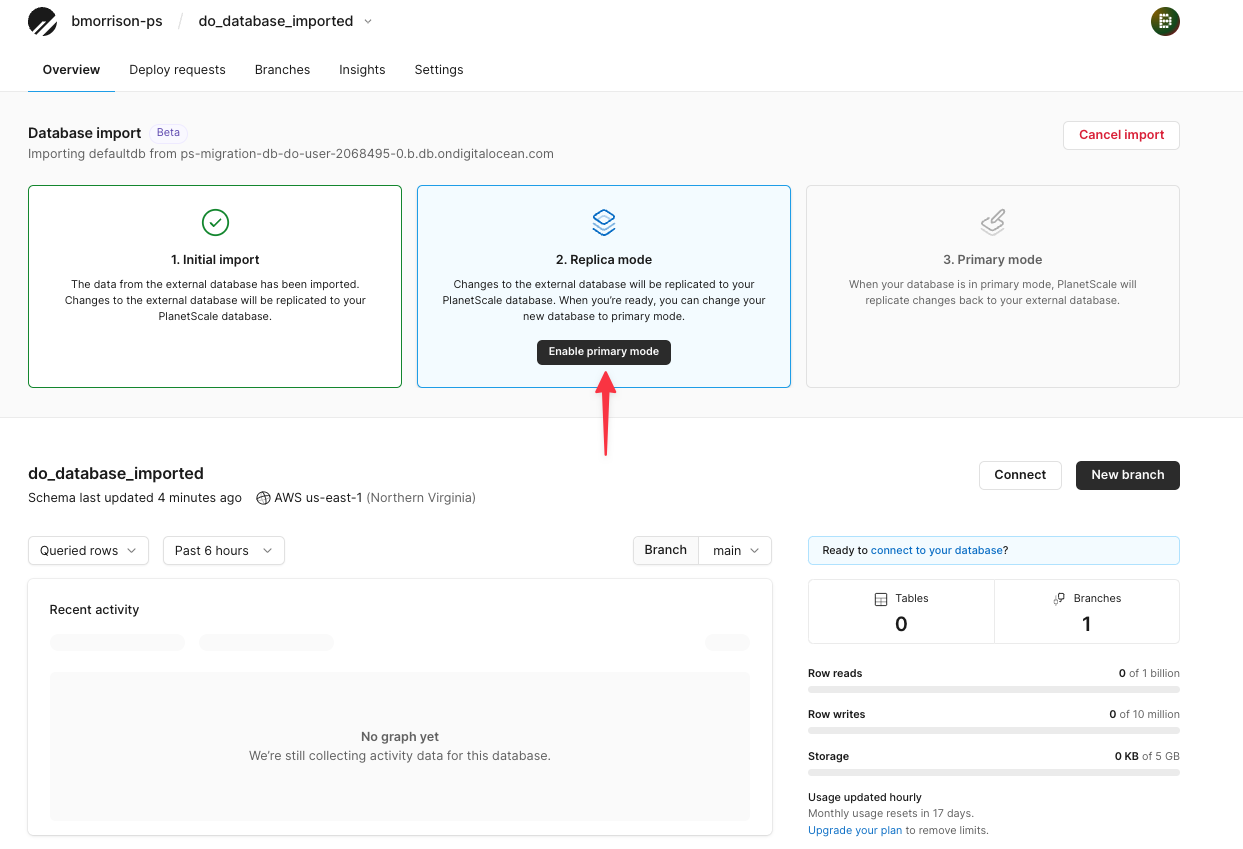 bmorrison-ps / do_database_imported
Overview Deploy requests Branches Insights Settings
Database import Beta
Cancel import
Importing defaultdb from ps-migration-db-do-user-2068495-0.b.db.ondigitalocean.com
1. Initial import
The data from the external database has been imported.
Changes to the external database will be replicated to your
PlanetScale database.
2. Replica mode
Changes to the external database will be replicated to your
PlanetScale database. When you’re ready, you can change your
new database to primary mode.
Enable primary mode
3. Primary mode
When your database is in primary mode, PlanetScale will
replicate changes back to your external database.
do_database_imported
Connect New branch
Schema last updated 4 minutes ago AWS us-east-1 (Northern Virginia)
Queried rows Past 6 hours Branch main
Recent activity
No graph yet
We’re still collecting activity data for this database.
Ready to connect to your database?
Tables Branches
0 1
Row reads 0 of 1 billion
Row writes 0 of 10 million
Storage 0 KB of 5 GB
Usage updated hourly
Monthly usage resets in 17 days.
Upgrade your plan to remove limits.